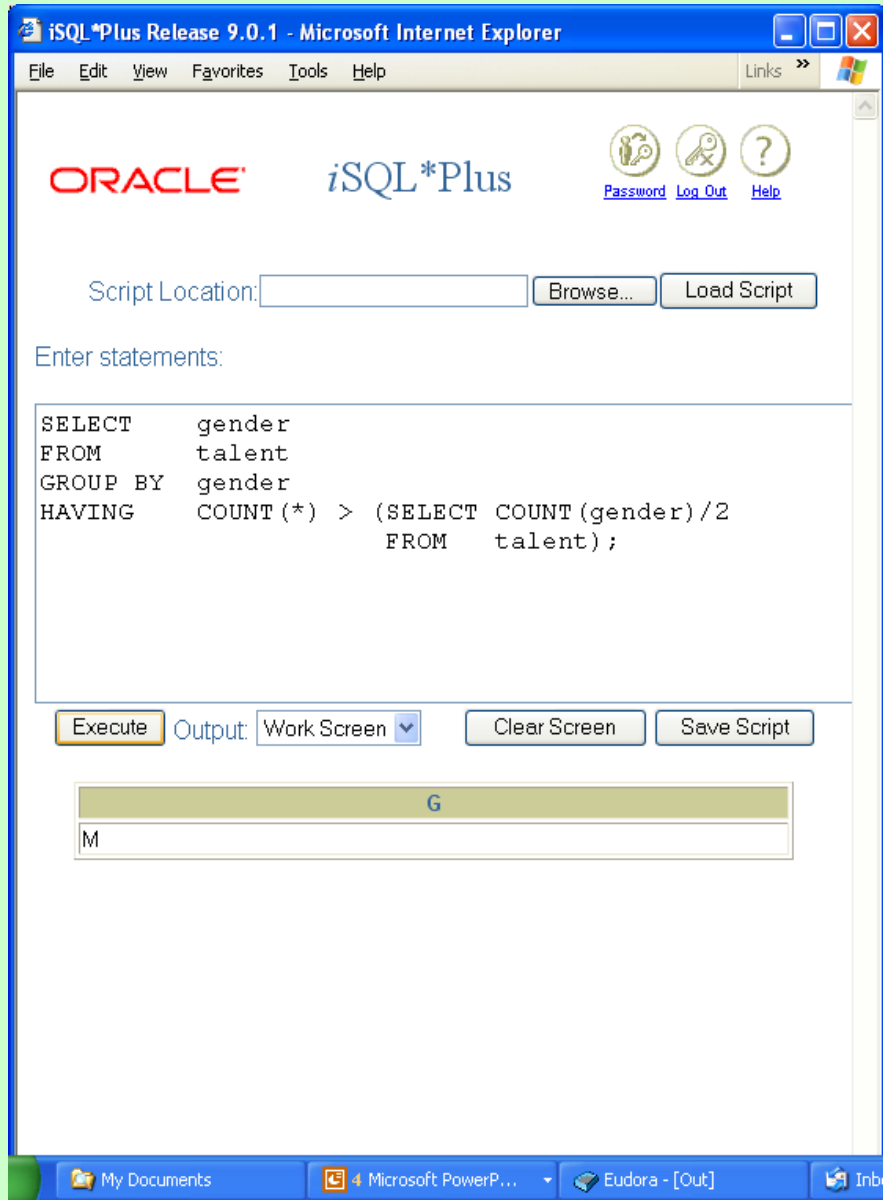 iSQL*Plus Release 9.0.1 - Microsoft Internet Explorer
File Edit View Favorites Tools Help Links »
ORACLE iSQL*Plus
Password Log Out Help
Script Location: Browse... Load Script
Enter statements:
SELECT gender
FROM talent
GROUP BY gender
HAVING COUNT(*) > (SELECT COUNT(gender)/2
FROM talent);
Execute Output: Work Screen Clear Screen Save Script
G
M
My Documents 4 Microsoft PowerP... Eudora - [Out] Inb